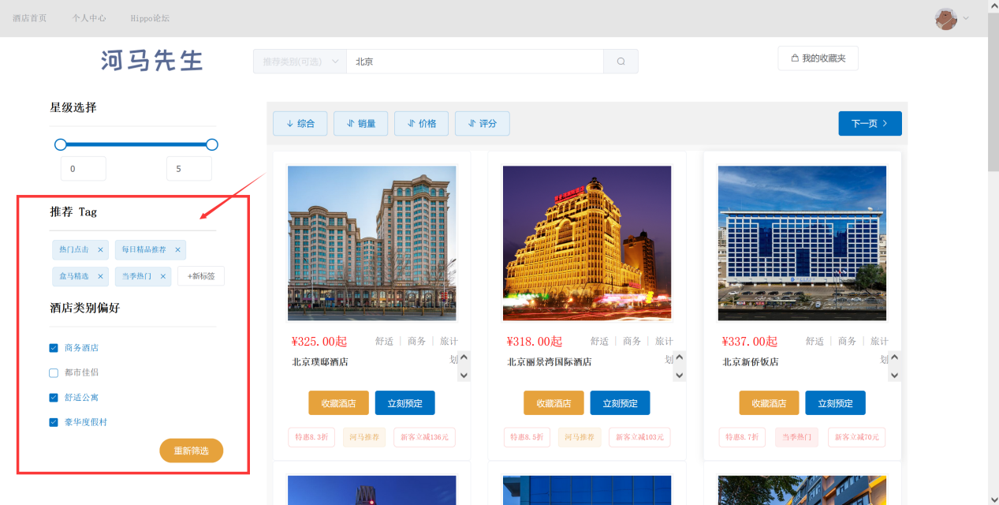 酒店首页 个人中心 Hippo论坛
河马先生 推荐类别(可选) 北京 我的收藏夹
星级选择
0 5
推荐 Tag
热门点击 × 每日精品推荐 ×
盒马精选 × 当季热门 × +新标签
酒店类别偏好
商务酒店
都市佳侣
舒适公寓
豪华度假村
重新筛选
综合 销量 价格 评分 下一页
¥325.00起 舒适 商务 旅计划
北京璞邸酒店
收藏酒店 立刻预定
特惠8.3折 河马推荐 新客立减136元
¥318.00起 舒适 商务 旅计划
北京丽景湾国际酒店
收藏酒店 立刻预定
特惠8.5折 河马推荐 新客立减103元
¥337.00起 舒适 商务 旅计划
北京新侨饭店
收藏酒店 立刻预定
特惠8.7折 当季热门 新客立减70元